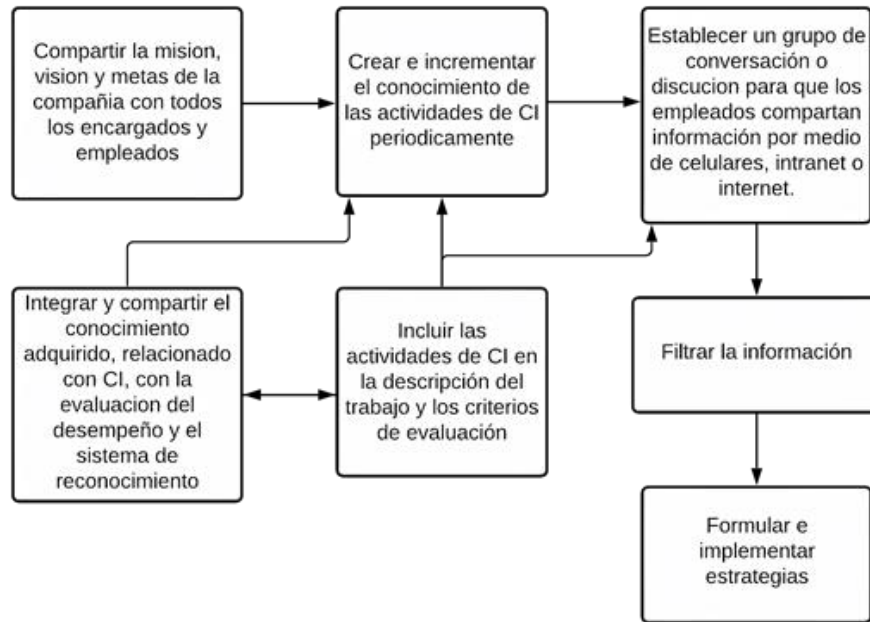 Compartir la mision,
vision y metas de la
compañia con todos
los encargados y
empleados
Crear e incrementar
el conocimiento de
las actividades de CI
periodicamente
Establecer un grupo de
conversación o
discucion para que los
empleados compartan
información por medio
de celulares, intranet o
internet.
Integrar y compartir el
conocimiento
adquirido, relacionado
con CI, con la
evaluacion del
desempeño y el
sistema de
reconocimiento
Incluir las
actividades de CI en
la descripción del
trabajo y los criterios
de evaluación
Filtrar la información
Formular e
implementar
estrategias